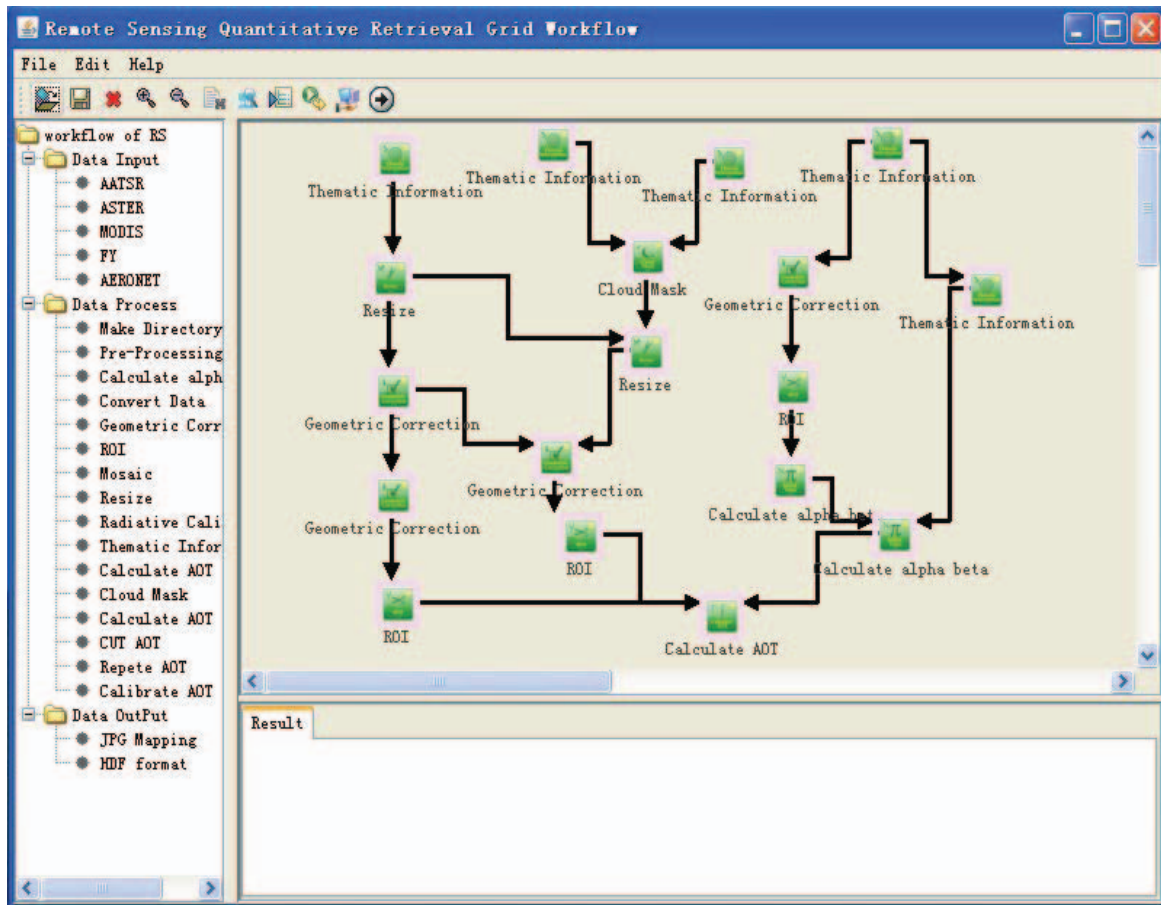 Remote Sensing Quantitative Retrieval Grid Workflow
File Edit Help
workflow of RS
Data Input
AATSR
ASTER
MODIS
FY
AERONET
Data Process
Make Directory
Pre-Processing
Calculate alph
Convert Data
Geometric Corr
ROI
Mosaic
Resize
Radiative Cali
Thematic Infor
Calculate AOT
Cloud Mask
Calculate AOT
CUT AOT
Repete AOT
Calibrate AOT
Data OutPut
JPG Mapping
HDF format
Thematic Information
Thematic Information
Thematic Information
Thematic Information
Cloud Mask
Geometric Correction
Thematic Information
Resize
Resize
Geometric Correction
ROI
Geometric Correction
Calculate alpha bet
Geometric Correction
ROI
Calculate alpha beta
ROI
Calculate AOT
Result